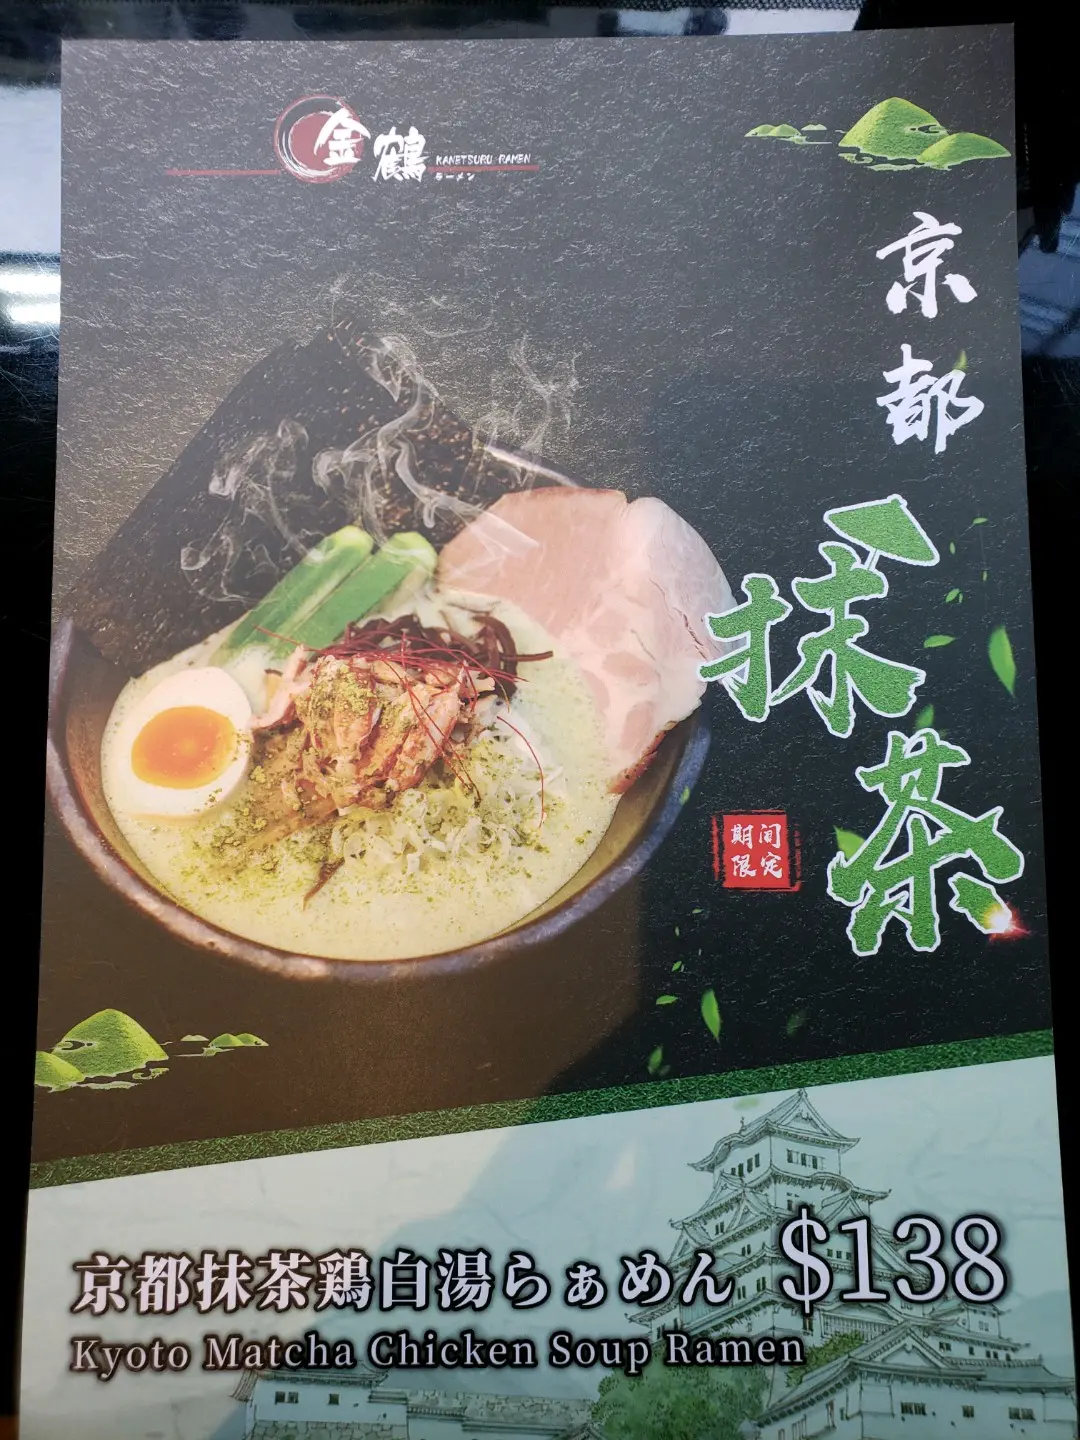 金鶴
KANETSURU RAMEN
ラーメン
京都
抹茶
期间
限定
京都抹茶鶏白湯らぁめん $138
Kyoto Matcha Chicken Soup Ramen